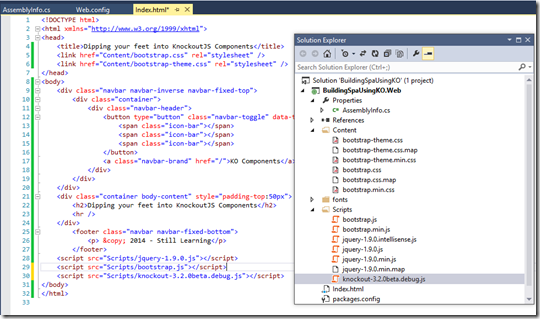 AssemblyInfo.cs Web.config Index.html*
1 <!DOCTYPE html>
2 <html xmlns="http://www.w3.org/1999/xhtml">
3 <head>
4 <title>Dipping your feet into KnockoutJS Components</title>
5 <link href="Content/bootstrap.css" rel="stylesheet" />
6 <link href="Content/bootstrap-theme.css" rel="stylesheet" />
7 </head>
8 <body>
9 <div class="navbar navbar-inverse navbar-fixed-top">
10 <div class="container">
11 <div class="navbar-header">
12 <button type="button" class="navbar-toggle" data-t
13 <span class="icon-bar"></span>
14 <span class="icon-bar"></span>
15 <span class="icon-bar"></span>
16 </button>
17 <a class="navbar-brand" href="/">KO Components</a>
18 </div>
19 </div>
20 </div>
21 <div class="container body-content" style="padding-top:50px">
22 <h2>Dipping your feet into KnockoutJS Components</h2>
23 <hr />
24 </div>
25 <footer class="navbar navbar-fixed-bottom">
26 <p> &copy; 2014 - Still Learning</p>
27 </footer>
28 <script src="Scripts/jquery-1.9.0.js"></script>
29 <script src="Scripts/bootstrap.js"></script>
30 <script src="Scripts/knockout-3.2.0beta.debug.js"></script>
31 </body>
32 </html>
Solution Explorer
Search Solution Explorer (Ctrl+;)
Solution 'BuildingSpaUsingKO' (1 project)
BuildingSpaUsingKO.Web
Properties
AssemblyInfo.cs
References
Content
bootstrap-theme.css
bootstrap-theme.css.map
bootstrap-theme.min.css
bootstrap.css
bootstrap.css.map
bootstrap.min.css
fonts
Scripts
bootstrap.js
bootstrap.min.js
jquery-1.9.0.intellisense.js
jquery-1.9.0.js
jquery-1.9.0.min.js
jquery-1.9.0.min.map
knockout-3.2.0beta.debug.js
Index.html
packages.config